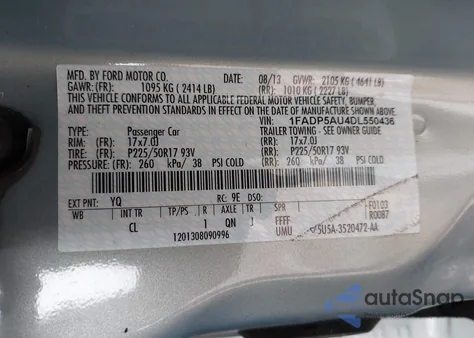 MFD. BY FORD MOTOR CO. DATE: 08/13 GVWR: 2105 KG ( 4641 LB)
GAWR: (FR): 1095 KG ( 2414 LB) (RR): 1010 KG ( 2227 LB)
THIS VEHICLE CONFORMS TO ALL APPLICABLE FEDERAL MOTOR VEHICLE SAFETY, BUMPER,
AND THEFT PREVENTION STANDARDS IN EFFECT ON THE DATE OF MANUFACTURE SHOWN ABOVE.
VIN: 1FADP5AU4DL550436
TYPE: Passenger Car TRAILER TOWING - SEE OWNER GUIDE
RIM: (FR): 17x7.0J (RR): 17x7.0J
TIRE: (FR): P225/50R17 93V (RR): P225/50R17 93V
PRESSURE: (FR): 260 kPa/ 38 PSI COLD (RR): 260 kPa/ 38 PSI COLD
EXT PNT: YQ RC: 9E DSO: F0103
WB INT TR TP/PS R AXLE TR SPR R0087
CL 1 QN 1 FFFF
1201308090996 UMU 5U5A-3520472-AA
autoSnap